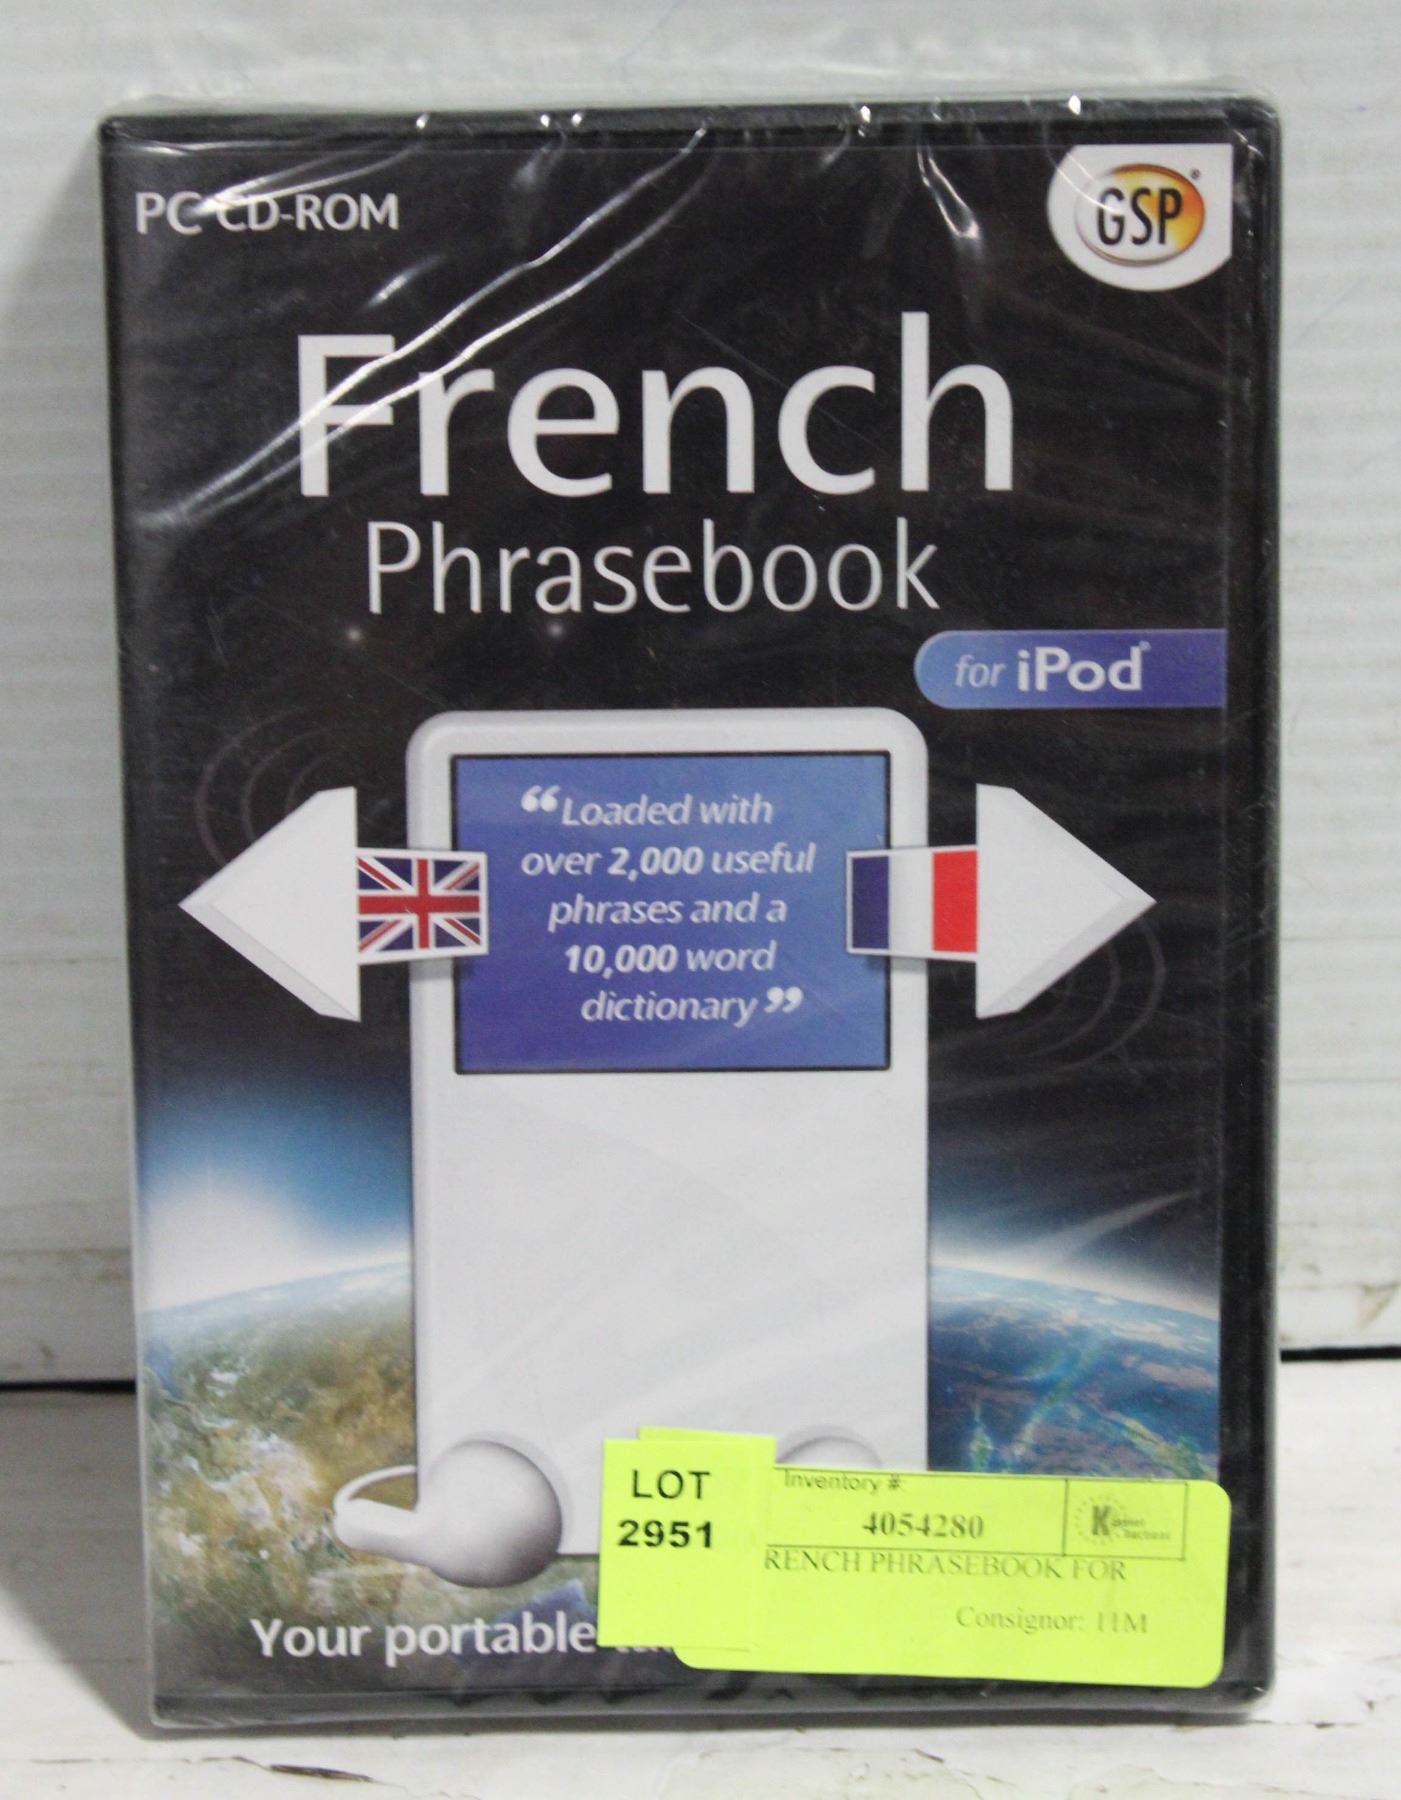 PC CD-ROM
GSP®
French
Phrasebook
for iPod®
“Loaded with
over 2,000 useful
phrases and a
10,000 word
dictionary”
LOT
2951
Inventory #:
4054280
RENCH PHRASEBOOK FOR
Consignor: 11M
Your portable